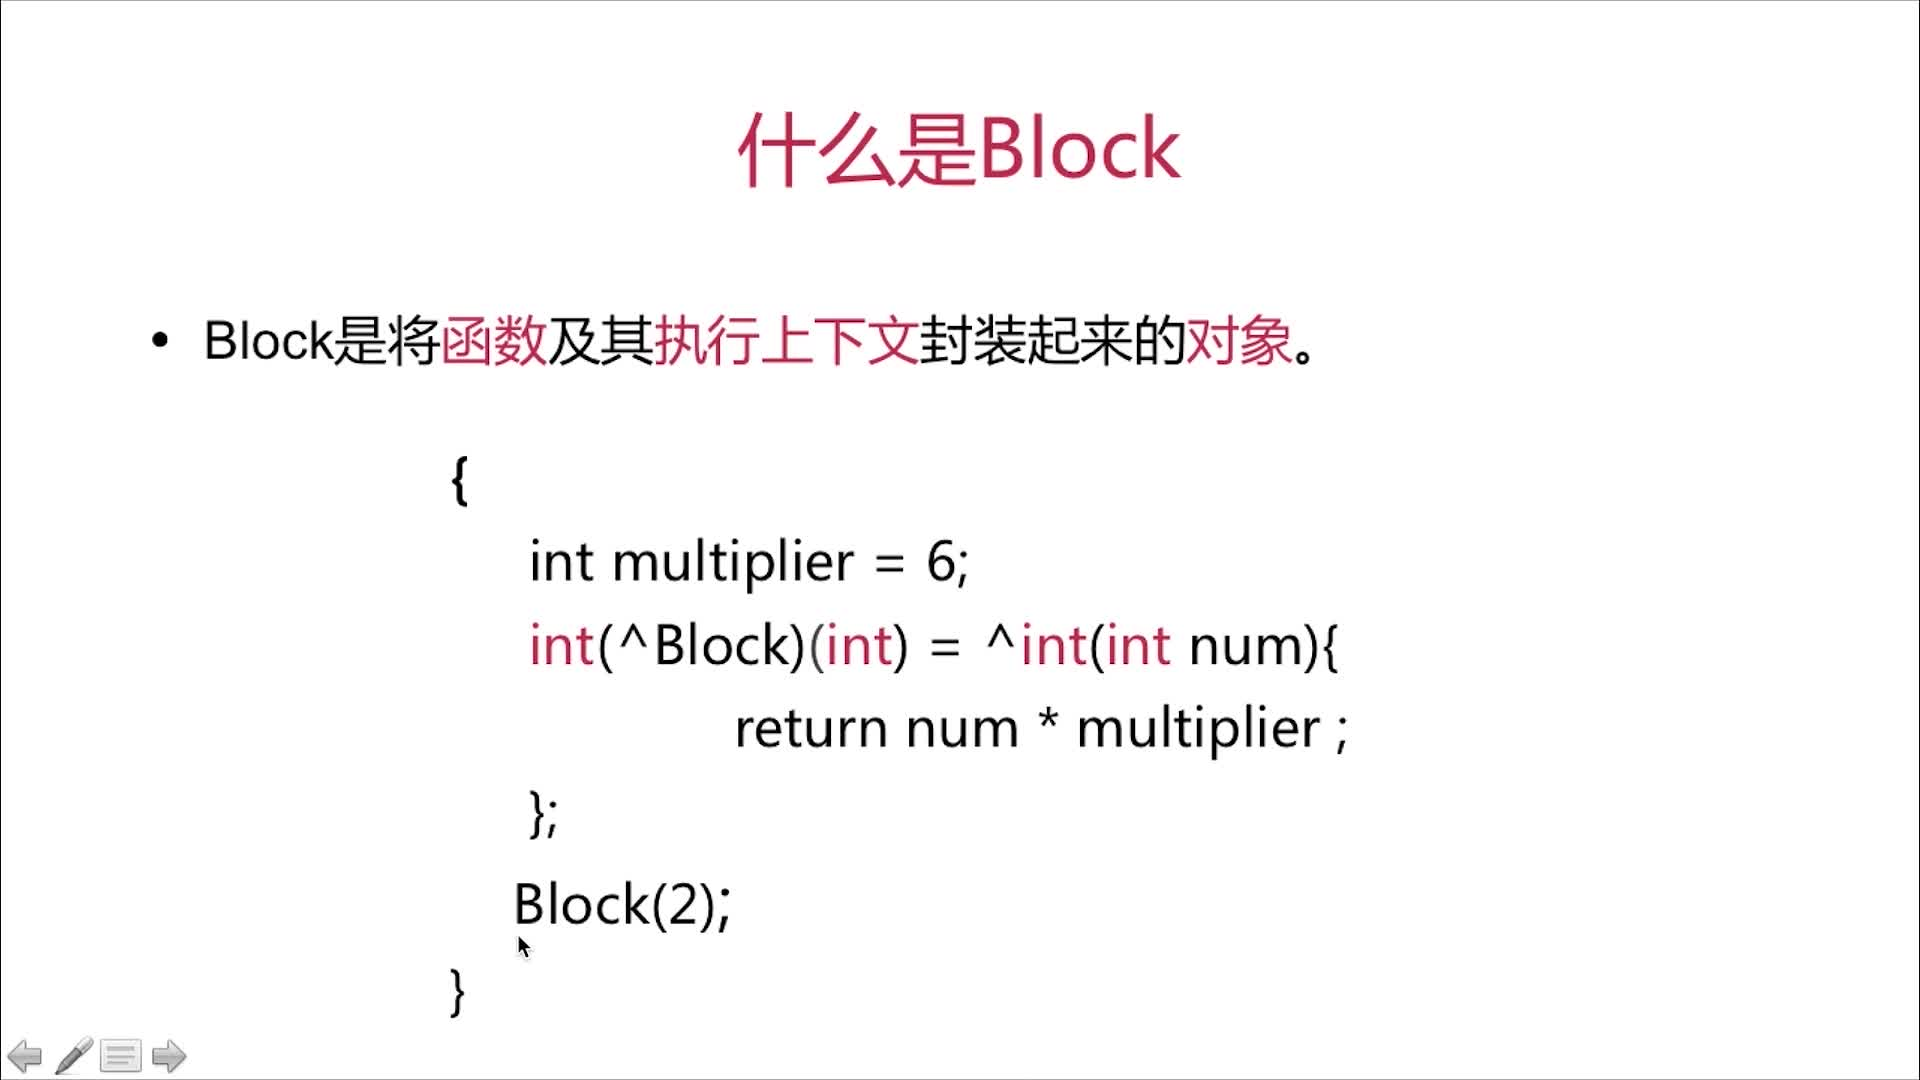 什么是Block
• Block是将函数及其执行上下文封装起来的对象。
{
int multiplier = 6;
int(^Block)(int) = ^int(int num){
return num * multiplier ;
};
Block(2);
}